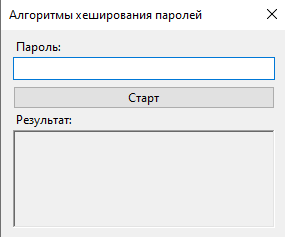 Алгоритмы хеширования паролей
Пароль:
Старт
Результат: